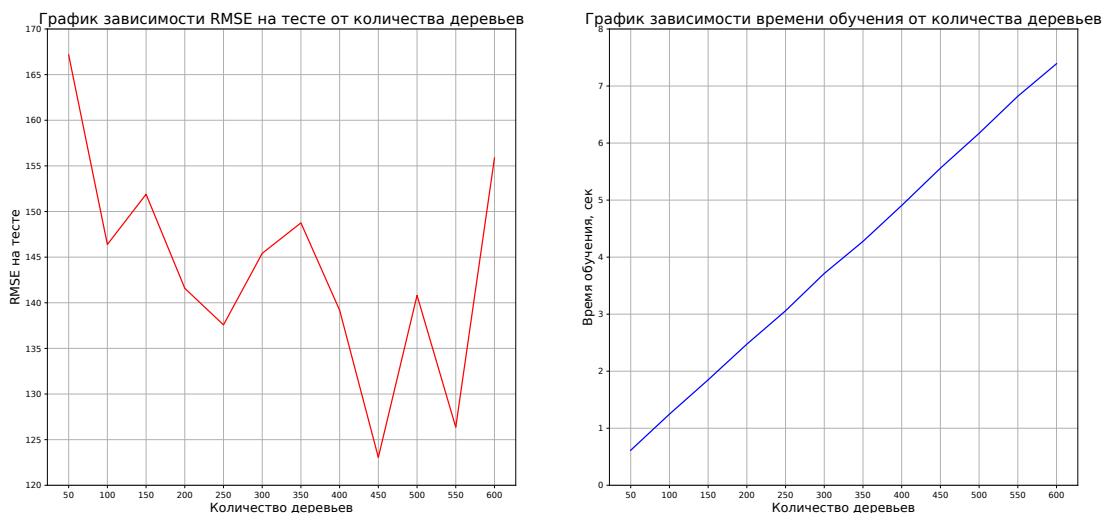 График зависимости RMSE на тесте от количества деревьев
170
165
160
155
150
145
140
135
130
125
120
RMSE на тесте
50 100 150 200 250 300 350 400 450 500 550 600
Количество деревьев
График зависимости времени обучения от количества деревьев
8
7
6
5
4
3
2
1
0
Время обучения, сек
50 100 150 200 250 300 350 400 450 500 550 600
Количество деревьев